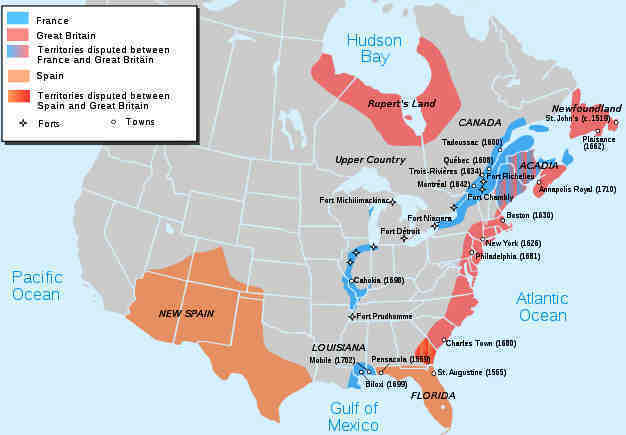 France
Great Britain
Territories disputed between
France and Great Britain
Spain
Territories disputed between
Spain and Great Britain
Forts
Towns
Hudson
Bay
Rupert's Land
CANADA
Newfoundland
St. John's (c.1519)
Plaisance
(1662)
Tadoussac (1600)
Québec (1608)
ACADIA
Trois-Rivières (1634)
Fort Richelieu
Upper Country
Montréal (1642)
Annapolis Royal (1710)
Fort Chambly
Fort Michilimackinac
Fort Niagara
Boston (1630)
Fort Détroit
New York (1626)
Philadelphia (1681)
Pacific
Ocean
Cahokia (1698)
Atlantic
Ocean
NEW SPAIN
Fort Prudhomme
Charles Town (1680)
LOUISIANA
Mobile (1702)
Pensacola (1559)
St. Augustine (1565)
Biloxi (1699)
FLORIDA
Gulf of
Mexico